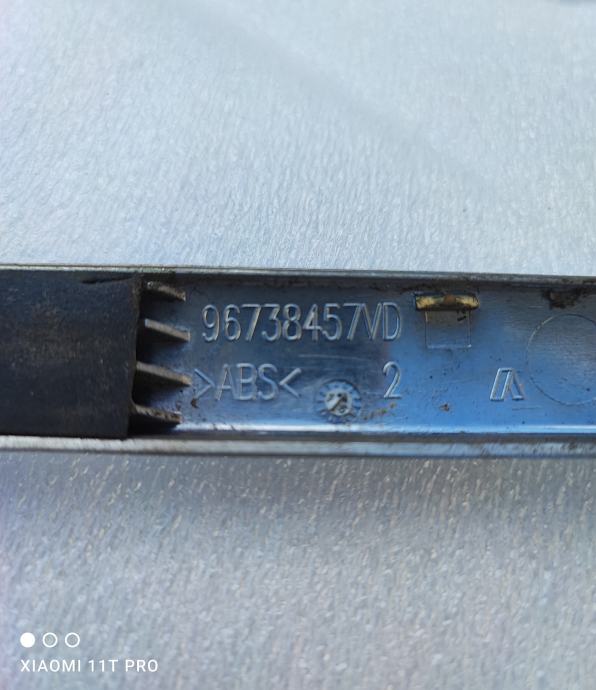 96738457VD
>ABS< 2
XIAOMI 11T PRO